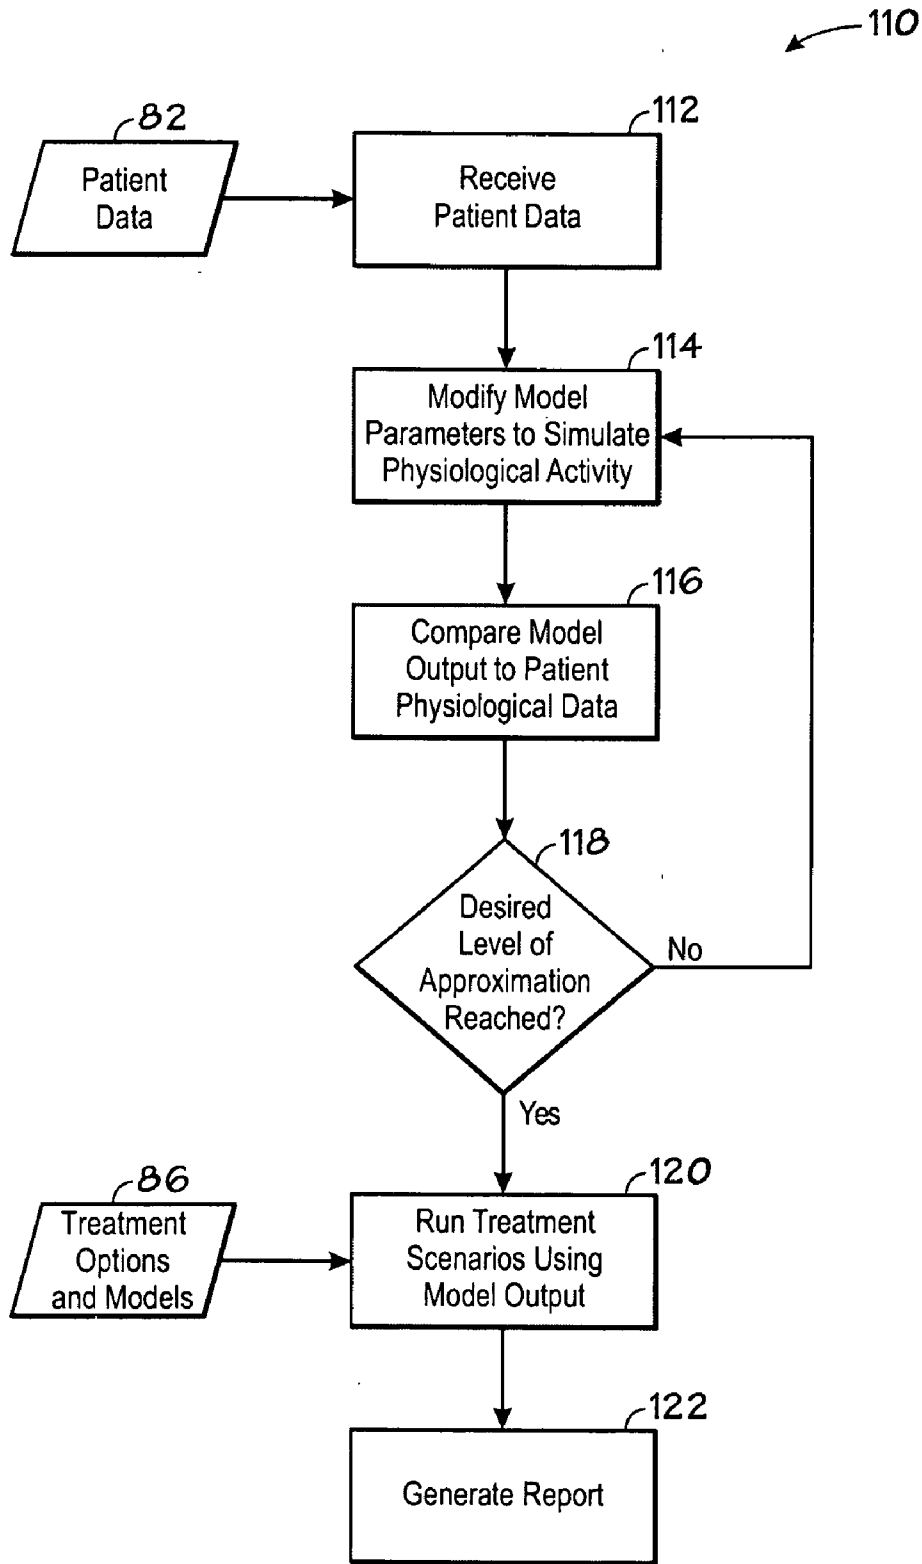 110
82
Patient
Data
112
Receive
Patient Data
114
Modify Model
Parameters to Simulate
Physiological Activity
116
Compare Model
Output to Patient
Physiological Data
118
Desired
Level of
Approximation
Reached?
No
Yes
86
Treatment
Options
and Models
120
Run Treatment
Scenarios Using
Model Output
122
Generate Report